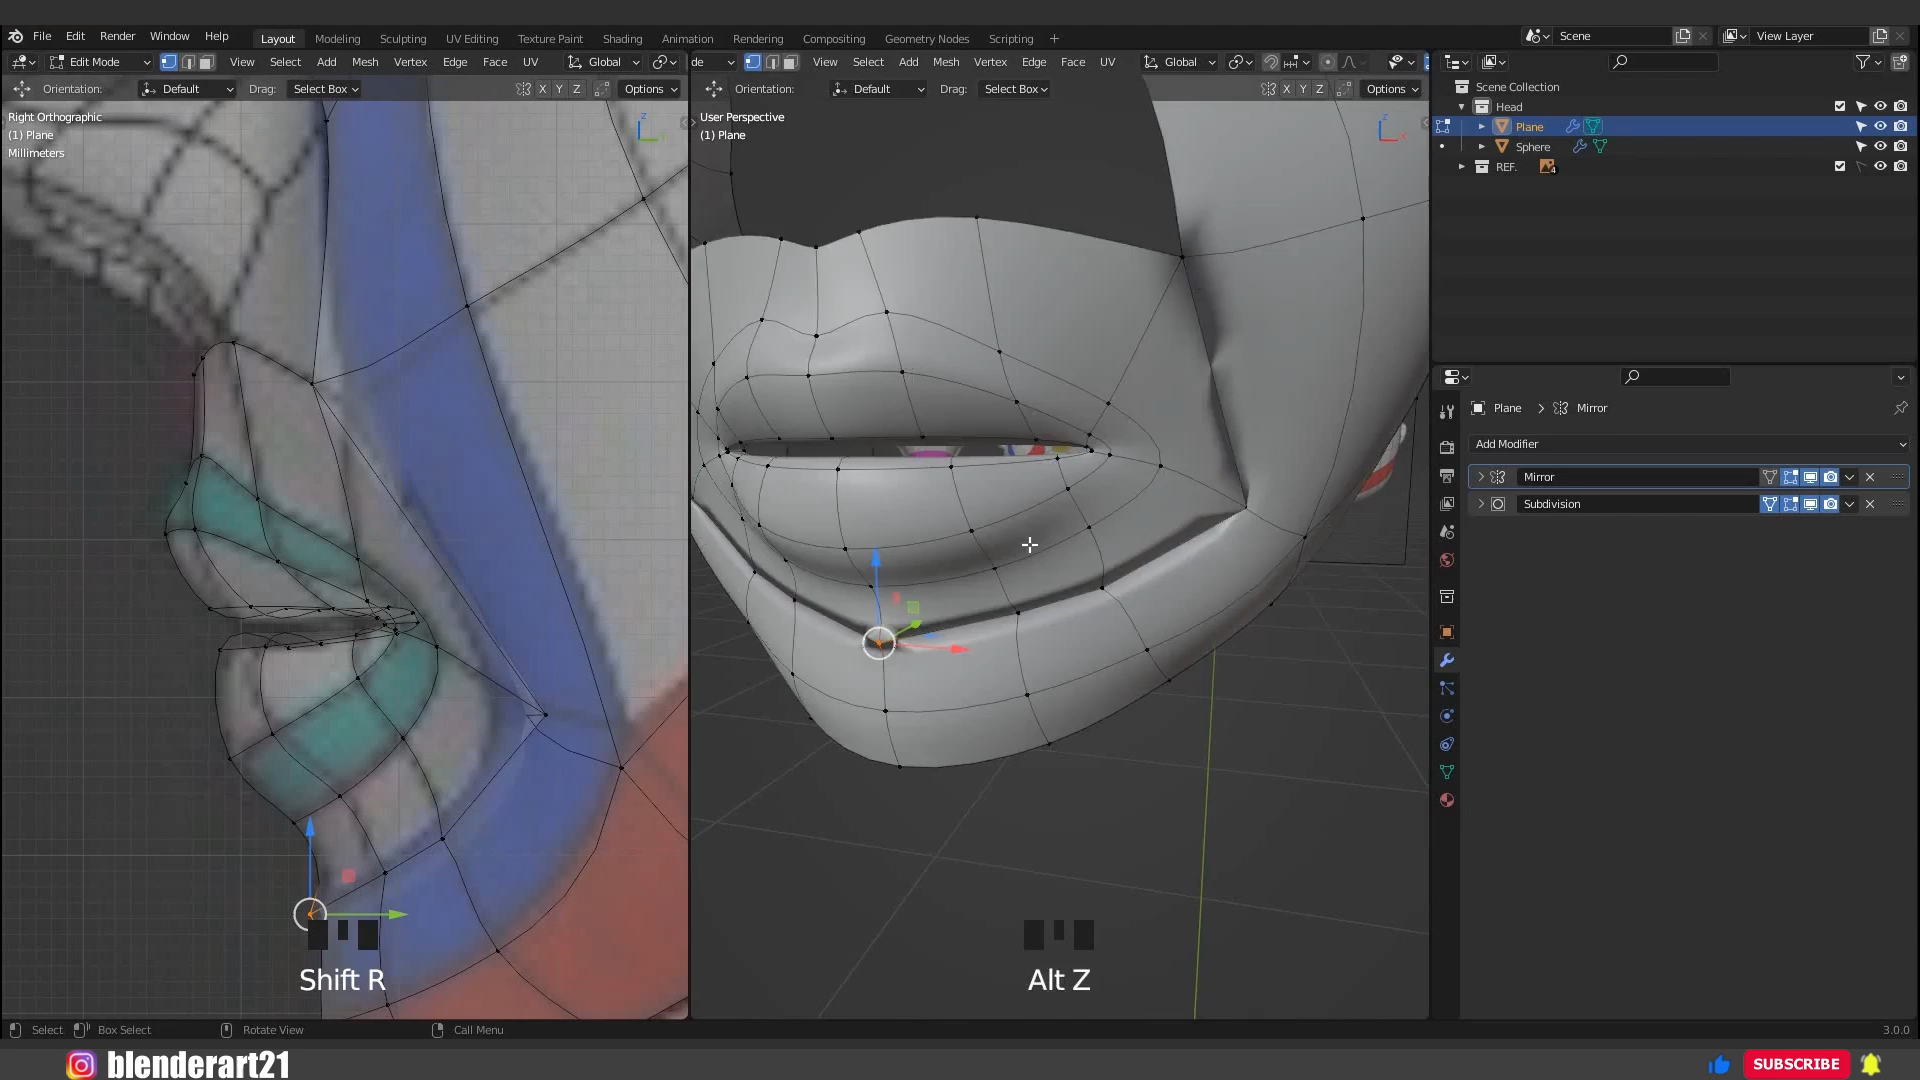 File Edit Render Window Help Layout Modeling Sculpting UV Editing Texture Paint Shading Animation Rendering Compositing Geometry Nodes Scripting + Scene View Layer
Edit Mode View Select Add Mesh Vertex Edge Face UV Global de View Select Add Mesh Vertex Edge Face UV Global
Orientation: Default Drag: Select Box X Y Z Options Orientation: Default Drag: Select Box X Y Z Options
Scene Collection
Head
Plane
Sphere
REF. 4
Right Orthographic
(1) Plane
Millimeters
User Perspective
(1) Plane
Plane > Mirror
Add Modifier
Mirror
Subdivision
Shift R
Alt Z
Select Box Select Rotate View Call Menu 3.0.0
blenderart21
SUBSCRIBE